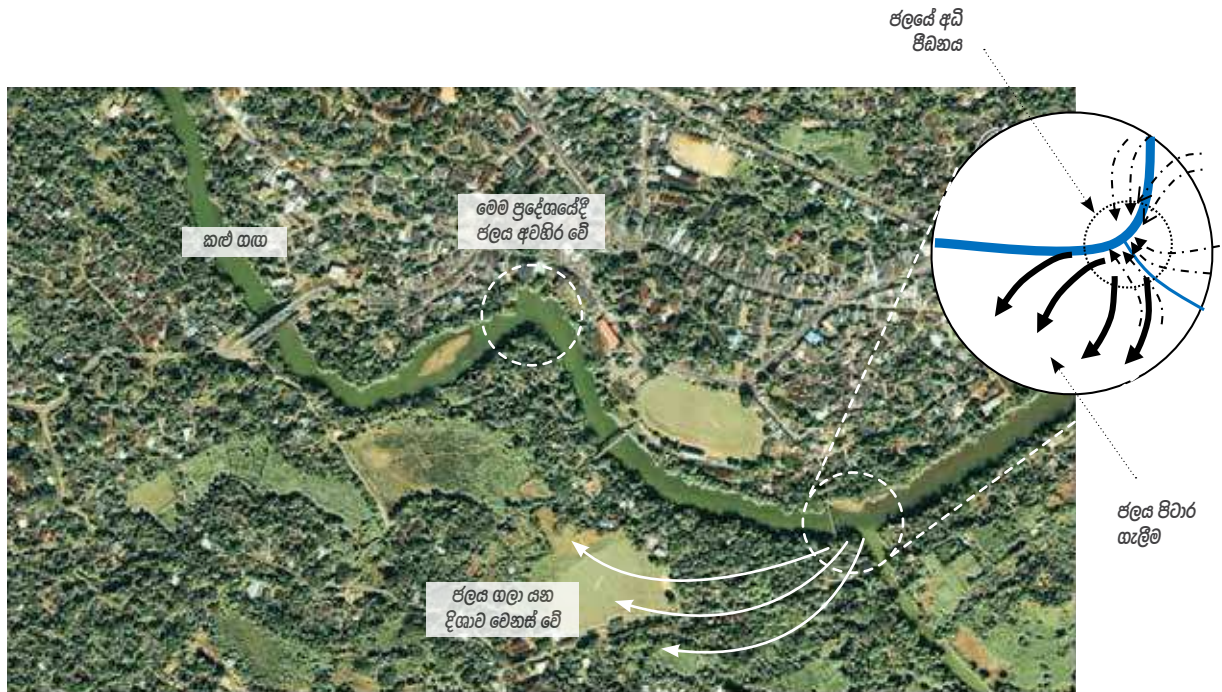 ජලයේ අධි
පීඩනය
මෙම ප්‍රදේශයේදී
ජලය අවහිර වේ
කළු ගඟ
ජලය පිටාර
ගැලීම
ජලය ගලා යන
දිශාව වෙනස් වේ